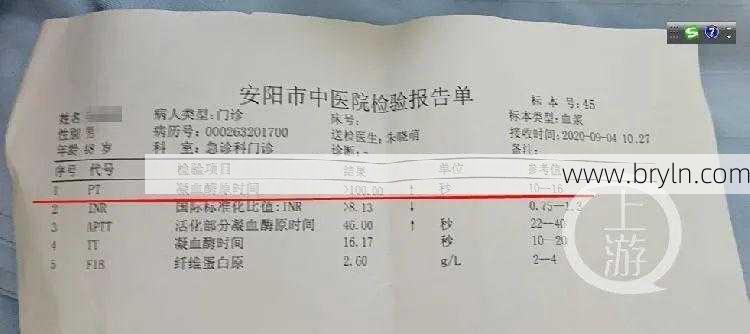 安阳市中医院检验报告单
标 本 号:45
姓名
病人类型:门诊
床号:
标本类型:血浆
性别 男
病历号:000263201700
送检医生:朱晓萌
接收时间:2020-09-04 10.27
年龄 48 岁
科 室:急诊科门诊
诊断:-
备注:
序号 代号 检验项目 结果 单位 参考值
1 PT 凝血酶原时间 >100.00 ↑ 秒 10--16
2 INR 国际标准化比值:INR >8.13 ↓ 0.75--1.3
3 APTT 活化部分凝血酶原时间 46.00 ↑ 秒 22--40
4 TT 凝血酶时间 16.17 秒 10--20
5 FIB 纤维蛋白原 2.60 g/L 2--4
www.bryln.com
上游